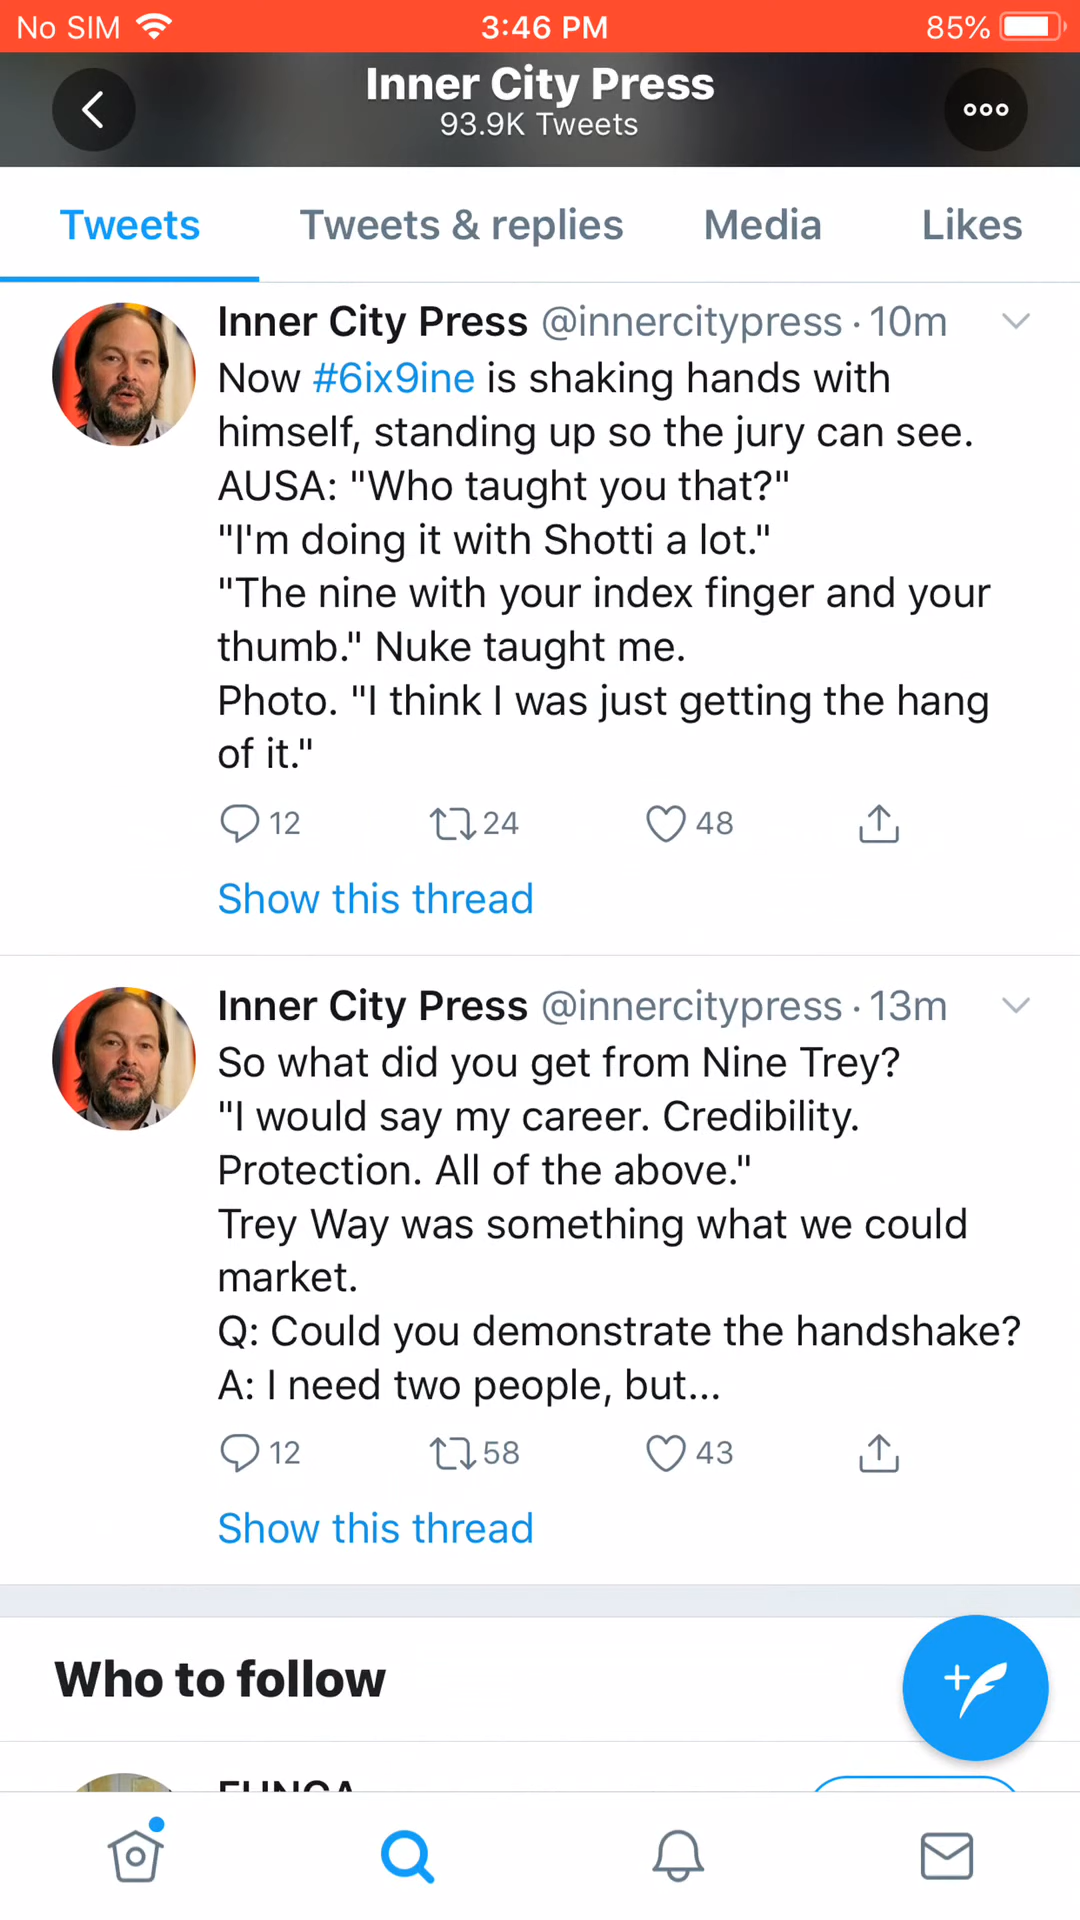 No SIM 3:46 PM 85%
Inner City Press
93.9K Tweets
Tweets Tweets & replies Media Likes
Inner City Press @innercitypress · 10m
Now #6ix9ine is shaking hands with
himself, standing up so the jury can see.
AUSA: "Who taught you that?"
"I'm doing it with Shotti a lot."
"The nine with your index finger and your
thumb." Nuke taught me.
Photo. "I think I was just getting the hang
of it."
12 24 48
Show this thread
Inner City Press @innercitypress · 13m
So what did you get from Nine Trey?
"I would say my career. Credibility.
Protection. All of the above."
Trey Way was something what we could
market.
Q: Could you demonstrate the handshake?
A: I need two people, but...
12 58 43
Show this thread
Who to follow